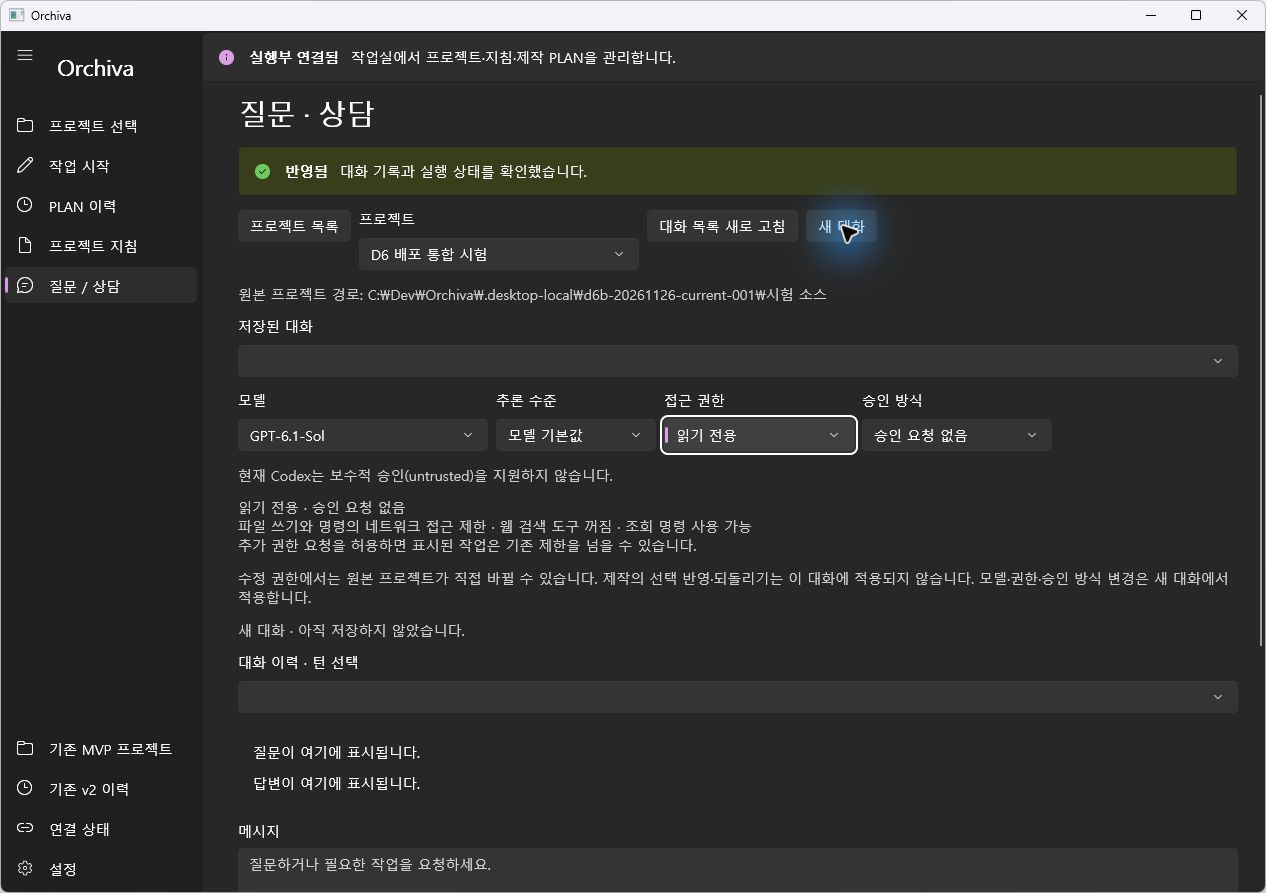 Orchiva
Orchiva
프로젝트 선택
작업 시작
PLAN 이력
프로젝트 지침
질문 / 상담
기존 MVP 프로젝트
기존 v2 이력
연결 상태
설정
실행부 연결됨 작업실에서 프로젝트·지침·제작 PLAN을 관리합니다.
질문 · 상담
반영됨 대화 기록과 실행 상태를 확인했습니다.
프로젝트 목록
프로젝트
D6 배포 통합 시험
대화 목록 새로 고침
새 대화
원본 프로젝트 경로: C:₩Dev₩Orchiva₩.desktop-local₩d6b-20261126-current-001₩시험 소스
저장된 대화
모델
추론 수준
접근 권한
승인 방식
GPT-6.1-Sol
모델 기본값
읽기 전용
승인 요청 없음
현재 Codex는 보수적 승인(untrusted)을 지원하지 않습니다.
읽기 전용 · 승인 요청 없음
파일 쓰기와 명령의 네트워크 접근 제한 · 웹 검색 도구 꺼짐 · 조회 명령 사용 가능
추가 권한 요청을 허용하면 표시된 작업은 기존 제한을 넘을 수 있습니다.
수정 권한에서는 원본 프로젝트가 직접 바뀔 수 있습니다. 제작의 선택 반영·되돌리기는 이 대화에 적용되지 않습니다. 모델·권한·승인 방식 변경은 새 대화에서
적용합니다.
새 대화 · 아직 저장하지 않았습니다.
대화 이력 · 턴 선택
질문이 여기에 표시됩니다.
답변이 여기에 표시됩니다.
메시지
질문하거나 필요한 작업을 요청하세요.